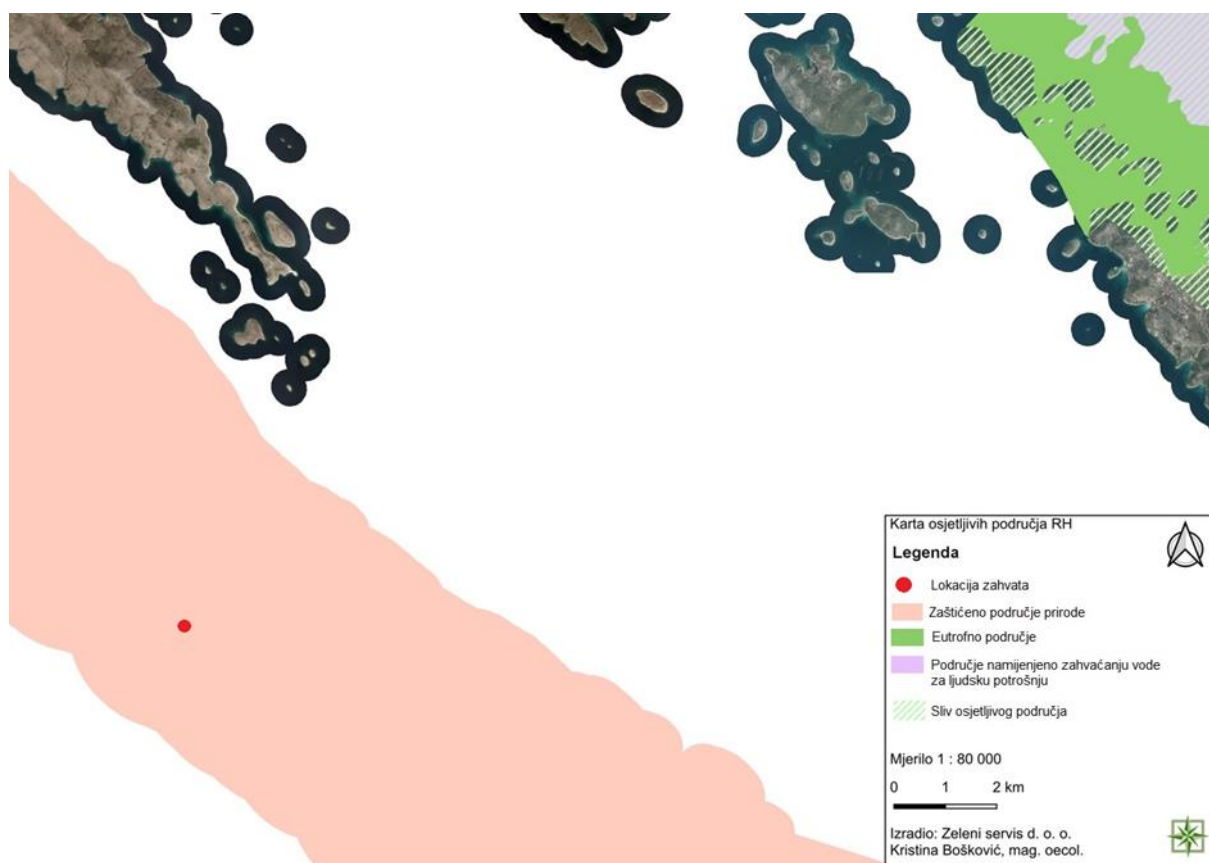 Karta osjetljivih područja RH
Legenda
Lokacija zahvata
Zaštićeno područje prirode
Eutrofno područje
Područje namijenjeno zahvaćanju vode
za ljudsku potrošnju
Sliv osjetljivog područja
Mjerilo 1 : 80 000
0 1 2 km
Izradio: Zeleni servis d. o. o.
Kristina Bošković, mag. oecol.